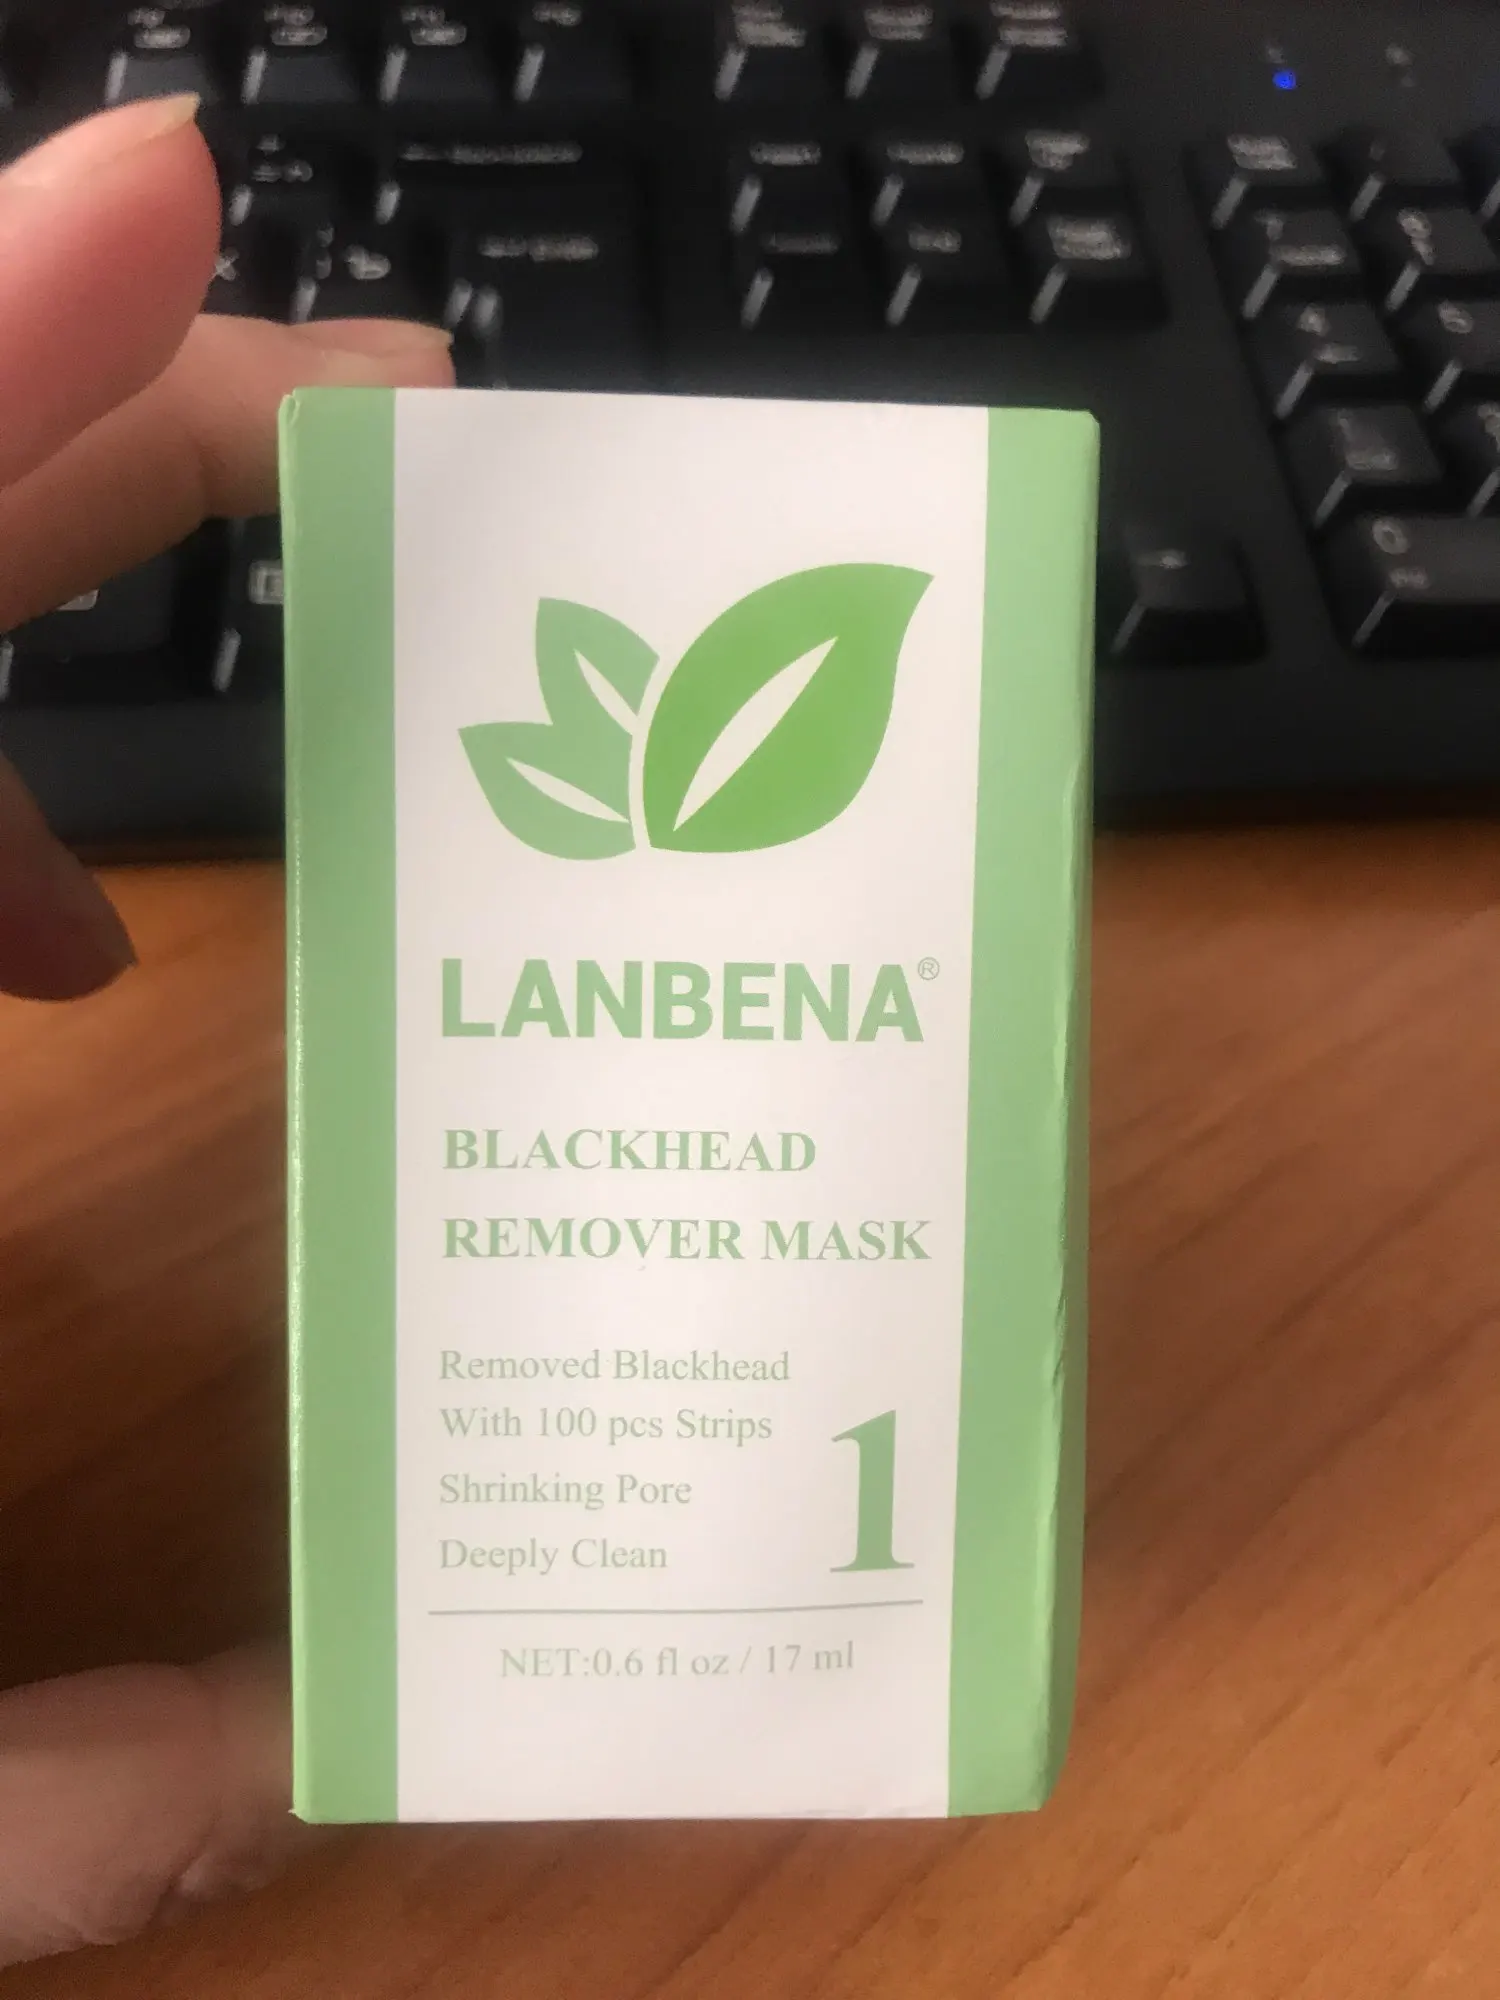 LANBENA®
BLACKHEAD
REMOVER MASK
Removed Blackhead
With 100 pcs Strips
Shrinking Pore
Deeply Clean
1
NET:0.6 fl oz / 17 ml